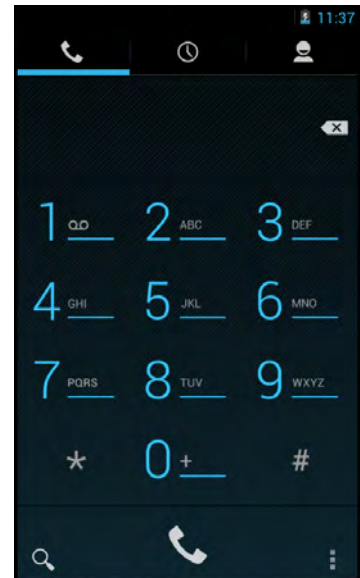 11:37
1 2 ABC 3 DEF
4 GHI 5 JKL 6 MNO
7 PQRS 8 TUV 9 WXYZ
* 0 + #